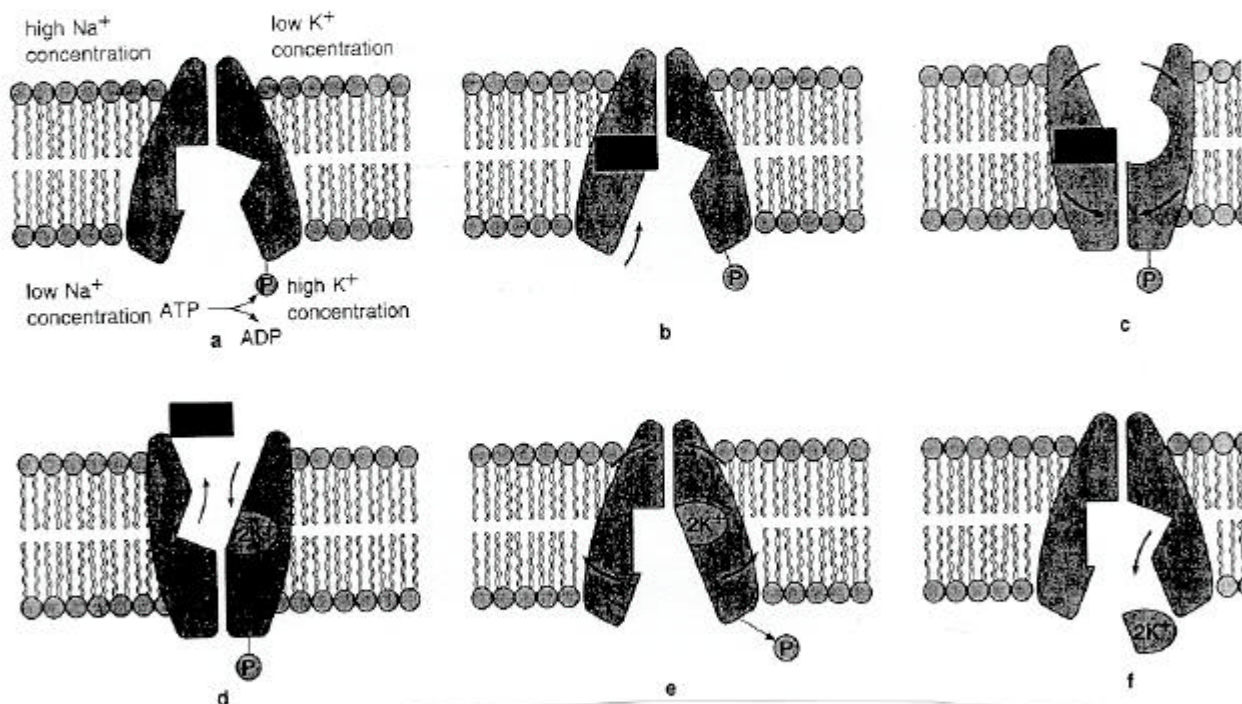 high Na+
concentration
low K+
concentration
low Na+
concentration
ATP
ADP
P
high K+
concentration
a
P
b
P
c
2K
P
d
2K+
P
e
2K+
f